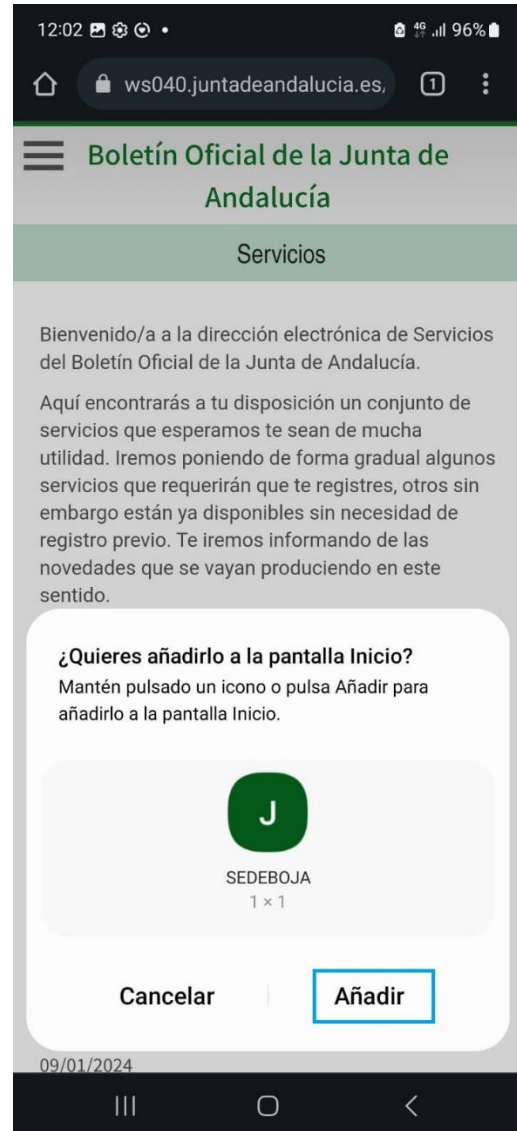 12:02
4G 96%
ws040.juntadeandalucia.es,
1
Boletín Oficial de la Junta de
Andalucía
Servicios
Bienvenido/a a la dirección electrónica de Servicios
del Boletín Oficial de la Junta de Andalucía.
Aquí encontrarás a tu disposición un conjunto de
servicios que esperamos te sean de mucha
utilidad. Iremos poniendo de forma gradual algunos
servicios que requerirán que te registres, otros sin
embargo están ya disponibles sin necesidad de
registro previo. Te iremos informando de las
novedades que se vayan produciendo en este
sentido.
¿Quieres añadirlo a la pantalla Inicio?
Mantén pulsado un icono o pulsa Añadir para
añadirlo a la pantalla Inicio.
J
SEDEBOJA
1 × 1
Cancelar Añadir
09/01/2024